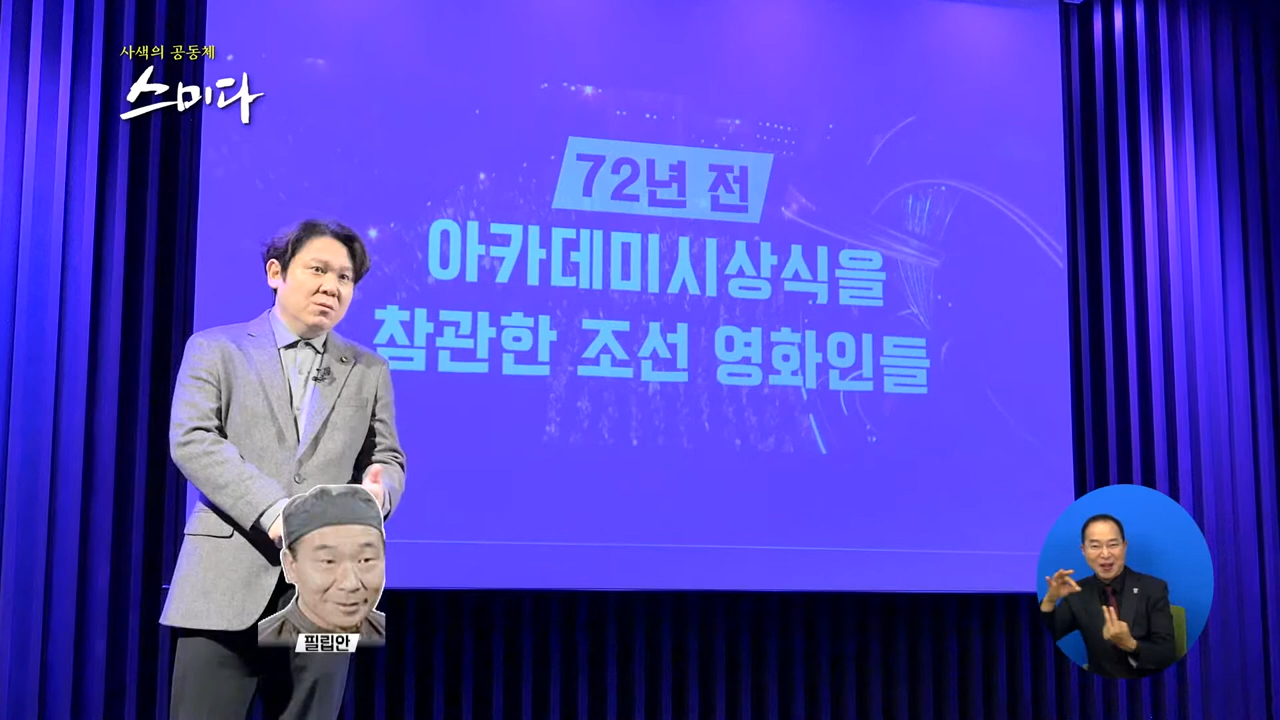 사색의 공동체
스미다
72년 전
아카데미시상식을
참관한 조선 영화인들
필립안